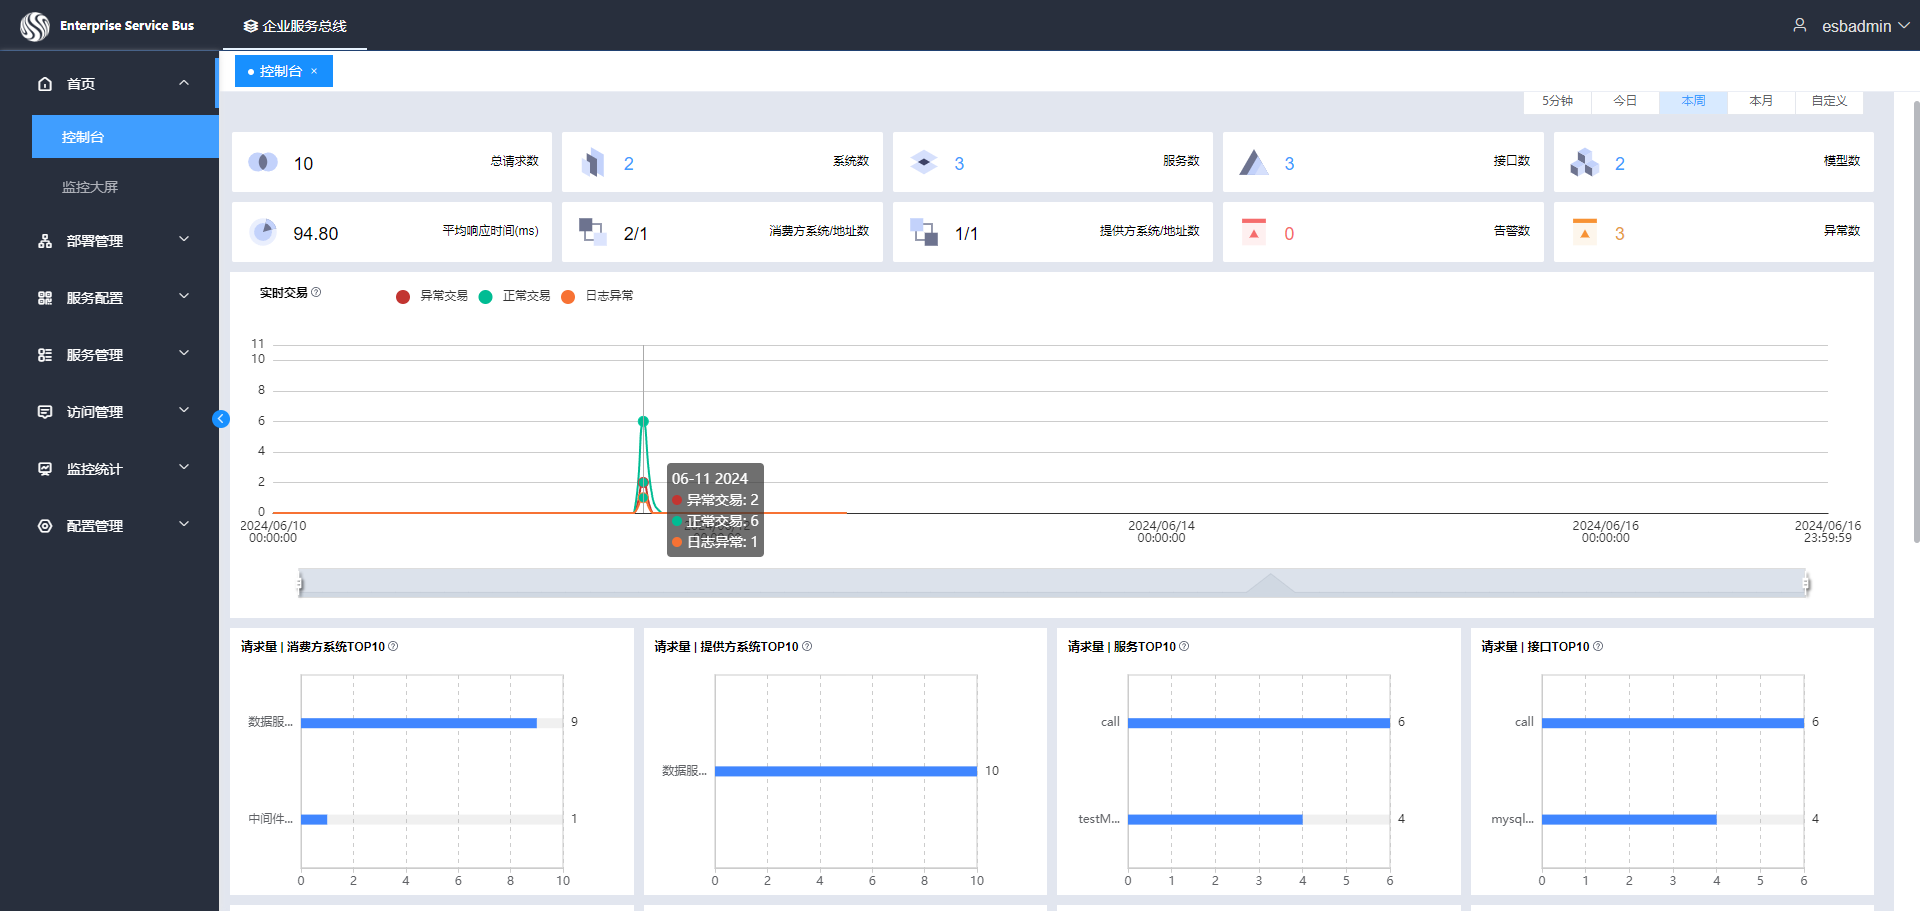 Enterprise Service Bus
企业服务总线
esbadmin
首页
控制台
监控大屏
部署管理
服务配置
服务管理
访问管理
监控统计
配置管理
控制台 ×
5分钟 今日 本周 本月 自定义
10 总请求数
2 系统数
3 服务数
3 接口数
2 模型数
94.80 平均响应时间(ms)
2/1 消费方系统/地址数
1/1 提供方系统/地址数
0 告警数
3 异常数
实时交易
异常交易 正常交易 日志异常
11
10
8
6
4
2
0
06-11 2024
异常交易: 2
正常交易: 6
日志异常: 1
2024/06/10
00:00:00
2024/06/14
00:00:00
2024/06/16
00:00:00
2024/06/16
23:59:59
请求量 | 消费方系统TOP10
数据服... 9
中间件... 1
0 2 4 6 8 10
请求量 | 提供方系统TOP10
数据服... 10
0 2 4 6 8 10
请求量 | 服务TOP10
call 6
testM... 4
0 1 2 3 4 5 6
请求量 | 接口TOP10
call 6
mysql... 4
0 1 2 3 4 5 6